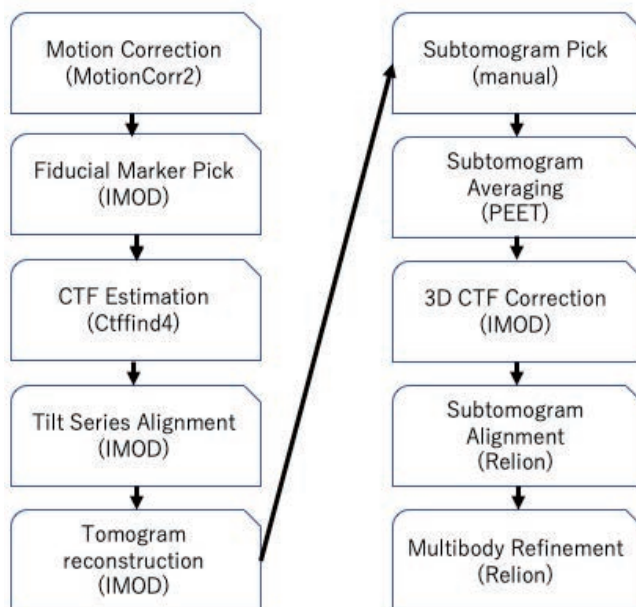 Motion Correction
(MotionCorr2)
Fiducial Marker Pick
(IMOD)
CTF Estimation
(Ctffind4)
Tilt Series Alignment
(IMOD)
Tomogram
reconstruction
(IMOD)
Subtomogram Pick
(manual)
Subtomogram
Averaging
(PEET)
3D CTF Correction
(IMOD)
Subtomogram
Alignment
(Relion)
Multibody Refinement
(Relion)